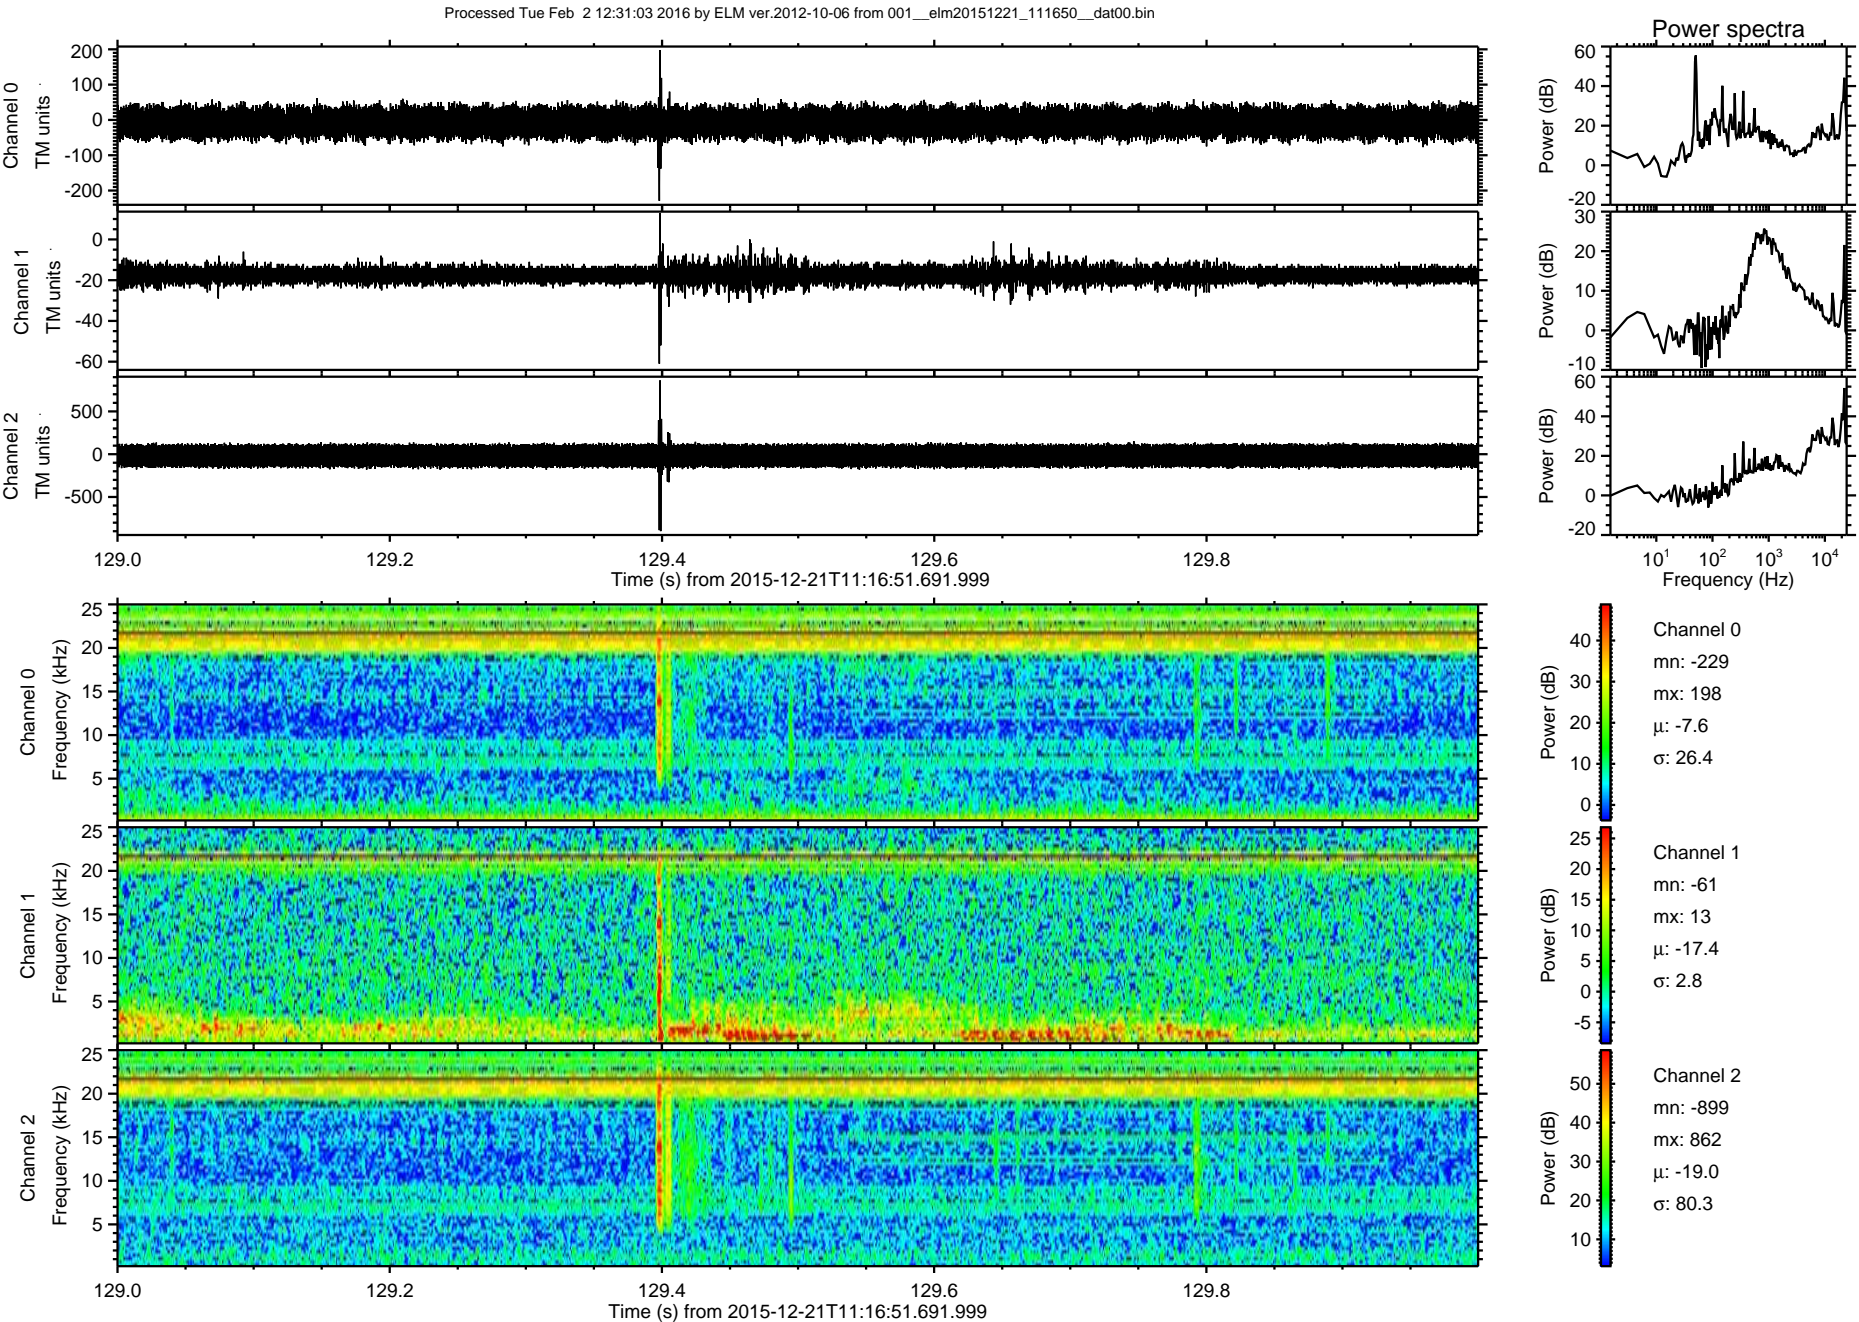 Processed Tue Feb  2 12:31:03 2016 by ELM ver.2012-10-06 from 001__elm20151221_111650__dat00.bin
Power spectra
Channel 0
TM units
200
100
0
-100
-200
Power (dB)
60
40
20
0
-20
Channel 1
TM units
0
-20
-40
-60
Power (dB)
30
20
10
0
-10
Channel 2
TM units
500
0
-500
Power (dB)
60
40
20
0
-20
129.0 129.2 129.4 129.6 129.8
Time (s) from 2015-12-21T11:16:51.691.999
10^1 10^2 10^3 10^4
Frequency (Hz)
Channel 0
Frequency (kHz)
25
20
15
10
5
Power (dB)
40
30
20
10
0
Channel 0
mn: -229
mx: 198
μ: -7.6
σ: 26.4
Channel 1
Frequency (kHz)
25
20
15
10
5
Power (dB)
25
20
15
10
5
0
-5
Channel 1
mn: -61
mx: 13
μ: -17.4
σ: 2.8
Channel 2
Frequency (kHz)
25
20
15
10
5
Power (dB)
50
40
30
20
10
Channel 2
mn: -899
mx: 862
μ: -19.0
σ: 80.3
129.0 129.2 129.4 129.6 129.8
Time (s) from 2015-12-21T11:16:51.691.999